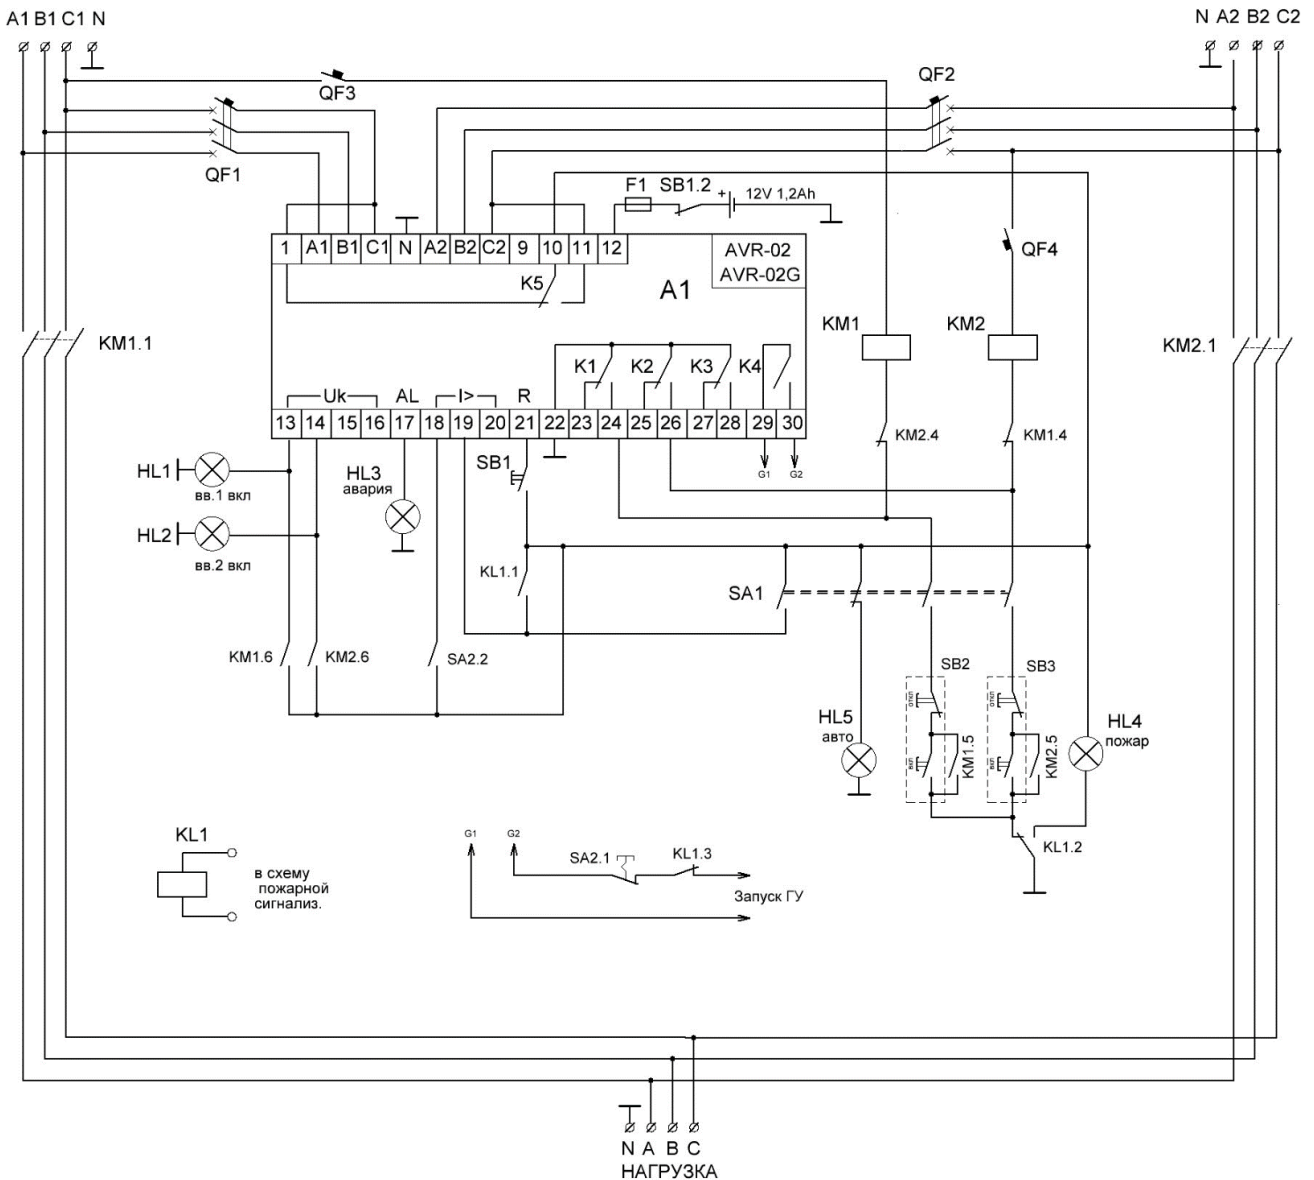 A1 B1 C1 N
N A2 B2 C2
QF3
QF2
QF1
F1 SB1.2 + 12V 1,2Ah
QF4
1 A1 B1 C1 N A2 B2 C2 9 10 11 12
AVR-02
AVR-02G
K5
A1
KM1
KM2
KM1.1
KM2.1
K1 K2 K3 K4
Uk AL I> R
13 14 15 16 17 18 19 20 21 22 23 24 25 26 27 28 29 30
KM2.4
KM1.4
HL1
вв.1 вкл
HL3
авария
SB1
G1 G2
HL2
вв.2 вкл
KL1.1
SA1
KM1.6
KM2.6
SA2.2
SB2
SB3
откл
откл
HL5
авто
HL4
пожар
вкл
KM1.5
вкл
KM2.5
KL1
в схему
пожарной
сигнализ.
G1 G2
SA2.1
KL1.3
KL1.2
Запуск ГУ
N A B C
НАГРУЗКА